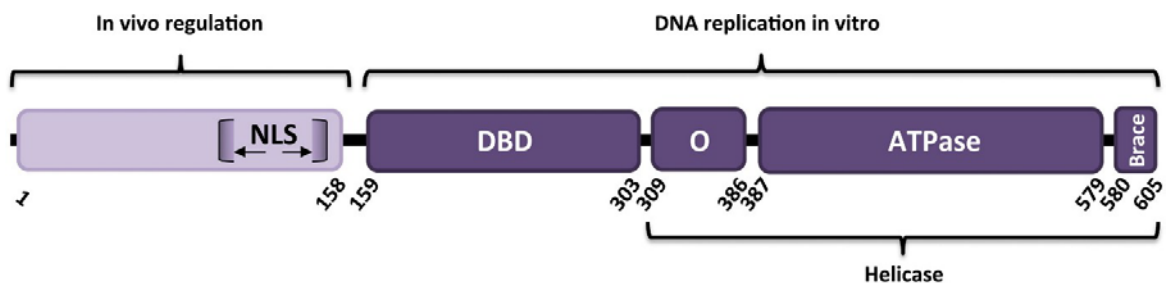 In vivo regulation
DNA replication in vitro
NLS
DBD
O
ATPase
Brace
1
158
159
303
309
386
387
579
580
605
Helicase